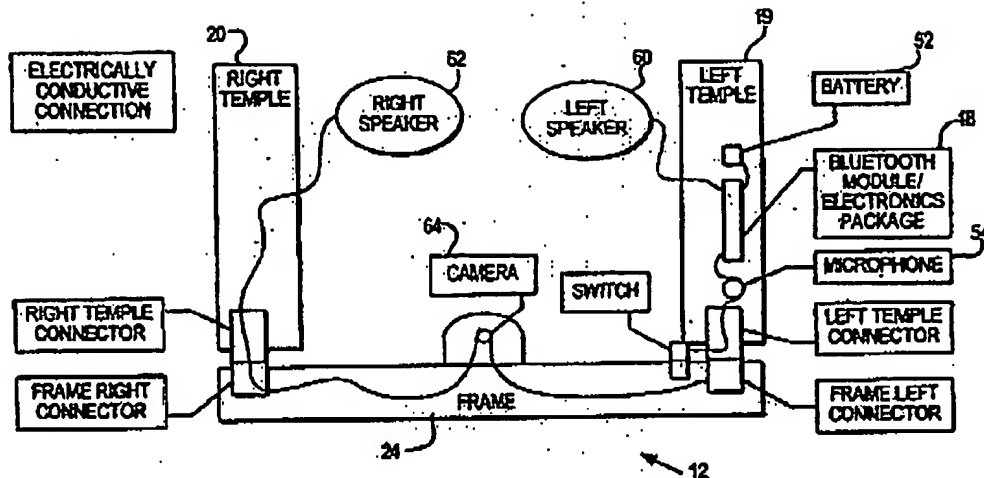 20
RIGHT
TEMPLE
ELECTRICALLY
CONDUCTIVE
CONNECTION
62
RIGHT
SPEAKER
60
LEFT
SPEAKER
19
LEFT
TEMPLE
52
BATTERY
18
BLUETOOTH
MODULE/
ELECTRONICS
PACKAGE
54
MICROPHONE
64
CAMERA
SWITCH
RIGHT TEMPLE
CONNECTOR
LEFT TEMPLE
CONNECTOR
FRAME RIGHT
CONNECTOR
FRAME
FRAME LEFT
CONNECTOR
24
12